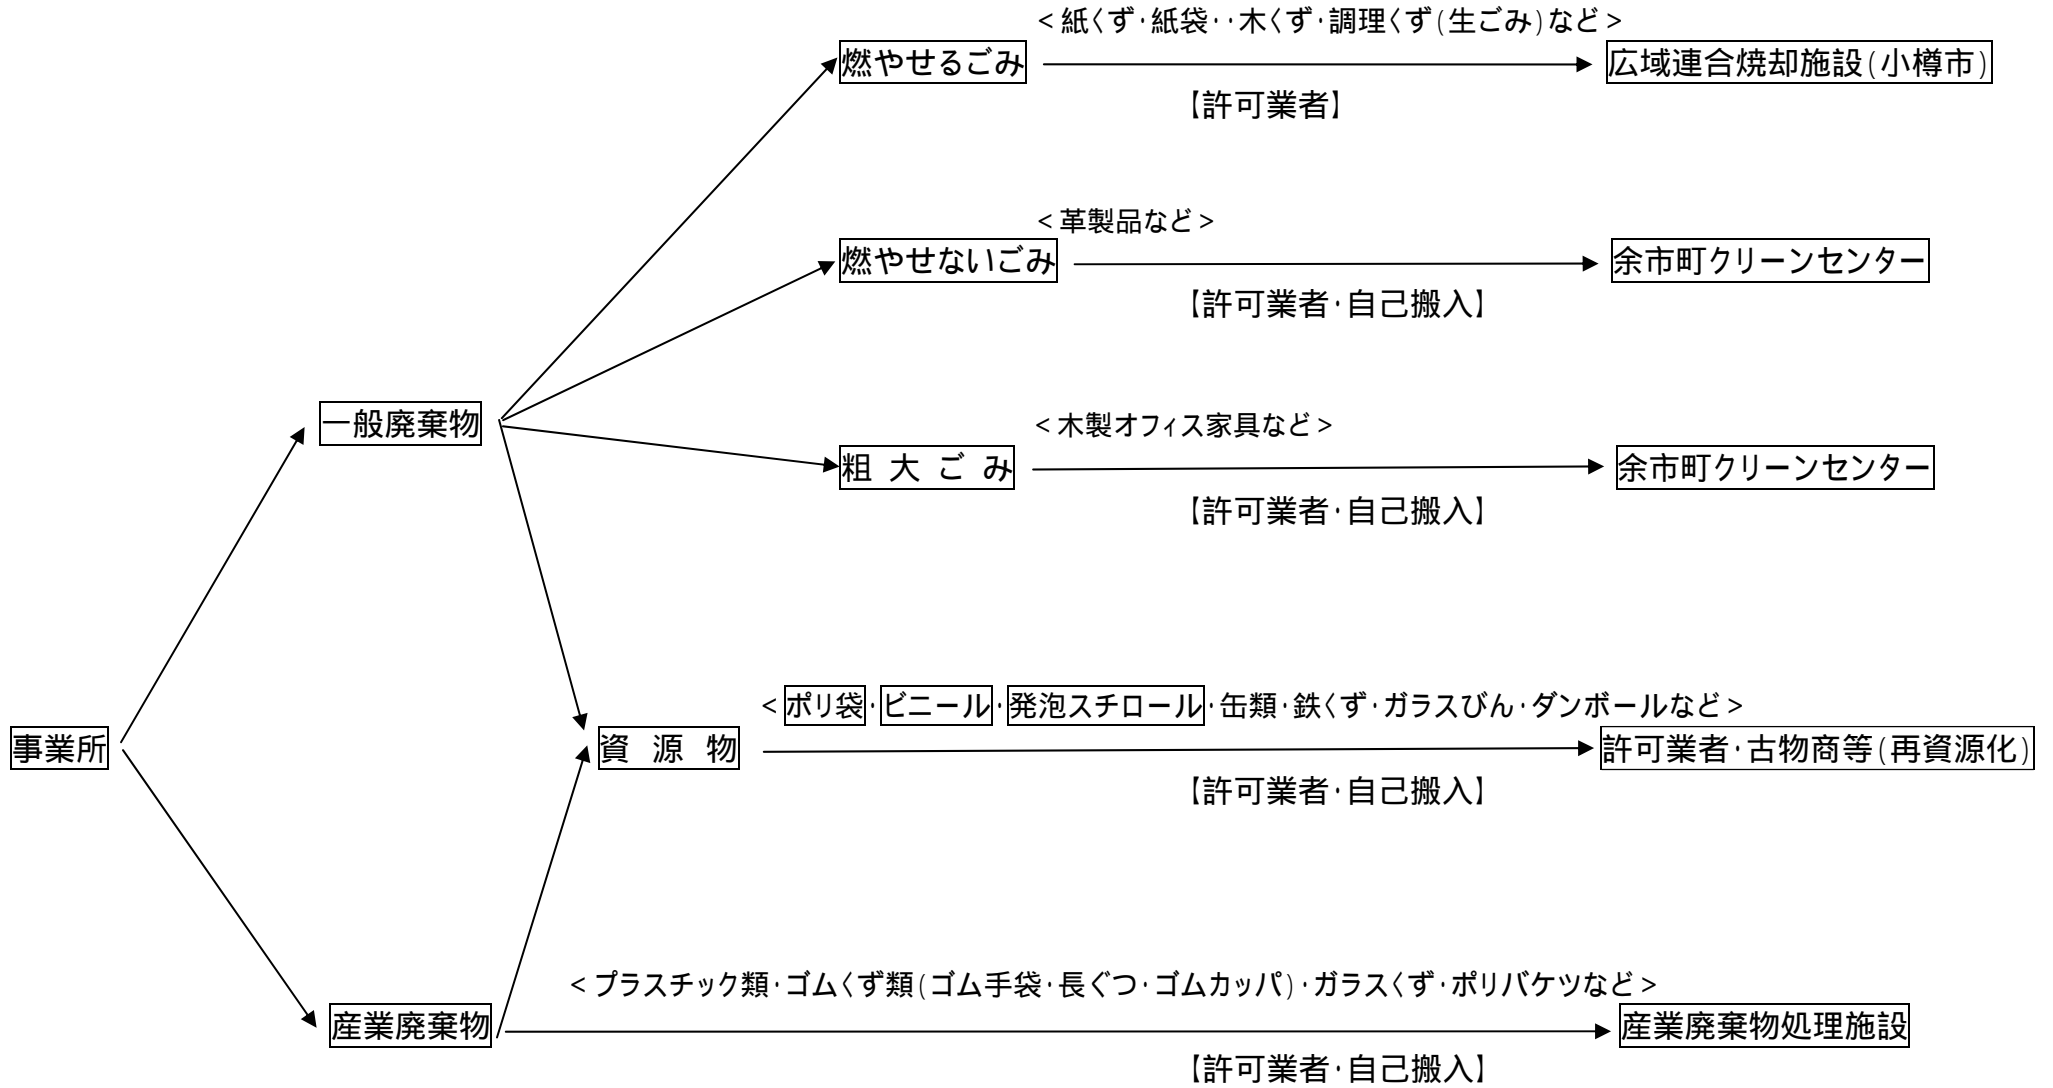 <紙くず・紙袋・・木くず・調理くず(生ごみ)など>
燃やせるごみ
広域連合焼却施設(小樽市)
【許可業者】
<革製品など>
燃やせないごみ
余市町クリーンセンター
【許可業者・自己搬入】
一般廃棄物
<木製オフィス家具など>
粗 大 ご み
余市町クリーンセンター
【許可業者・自己搬入】
<ポリ袋・ビニール・発泡スチロール・缶類・鉄くず・ガラスびん・ダンボールなど>
事業所
資 源 物
許可業者・古物商等(再資源化)
【許可業者・自己搬入】
<プラスチック類・ゴムくず類(ゴム手袋・長ぐつ・ゴムカッパ)・ガラスくず・ポリバケツなど>
産業廃棄物
産業廃棄物処理施設
【許可業者・自己搬入】